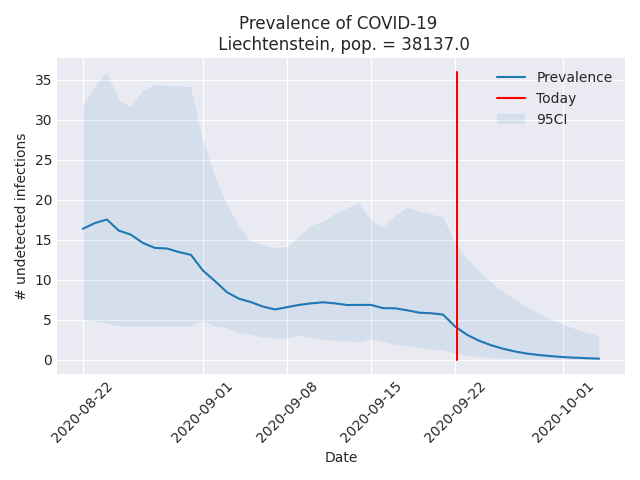 Prevalence of COVID-19
Liechtenstein, pop. = 38137.0
35
30
25
20
15
10
5
0
# undetected infections
Prevalence
Today
95CI
2020-08-22
2020-09-01
2020-09-08
2020-09-15
2020-09-22
2020-10-01
Date